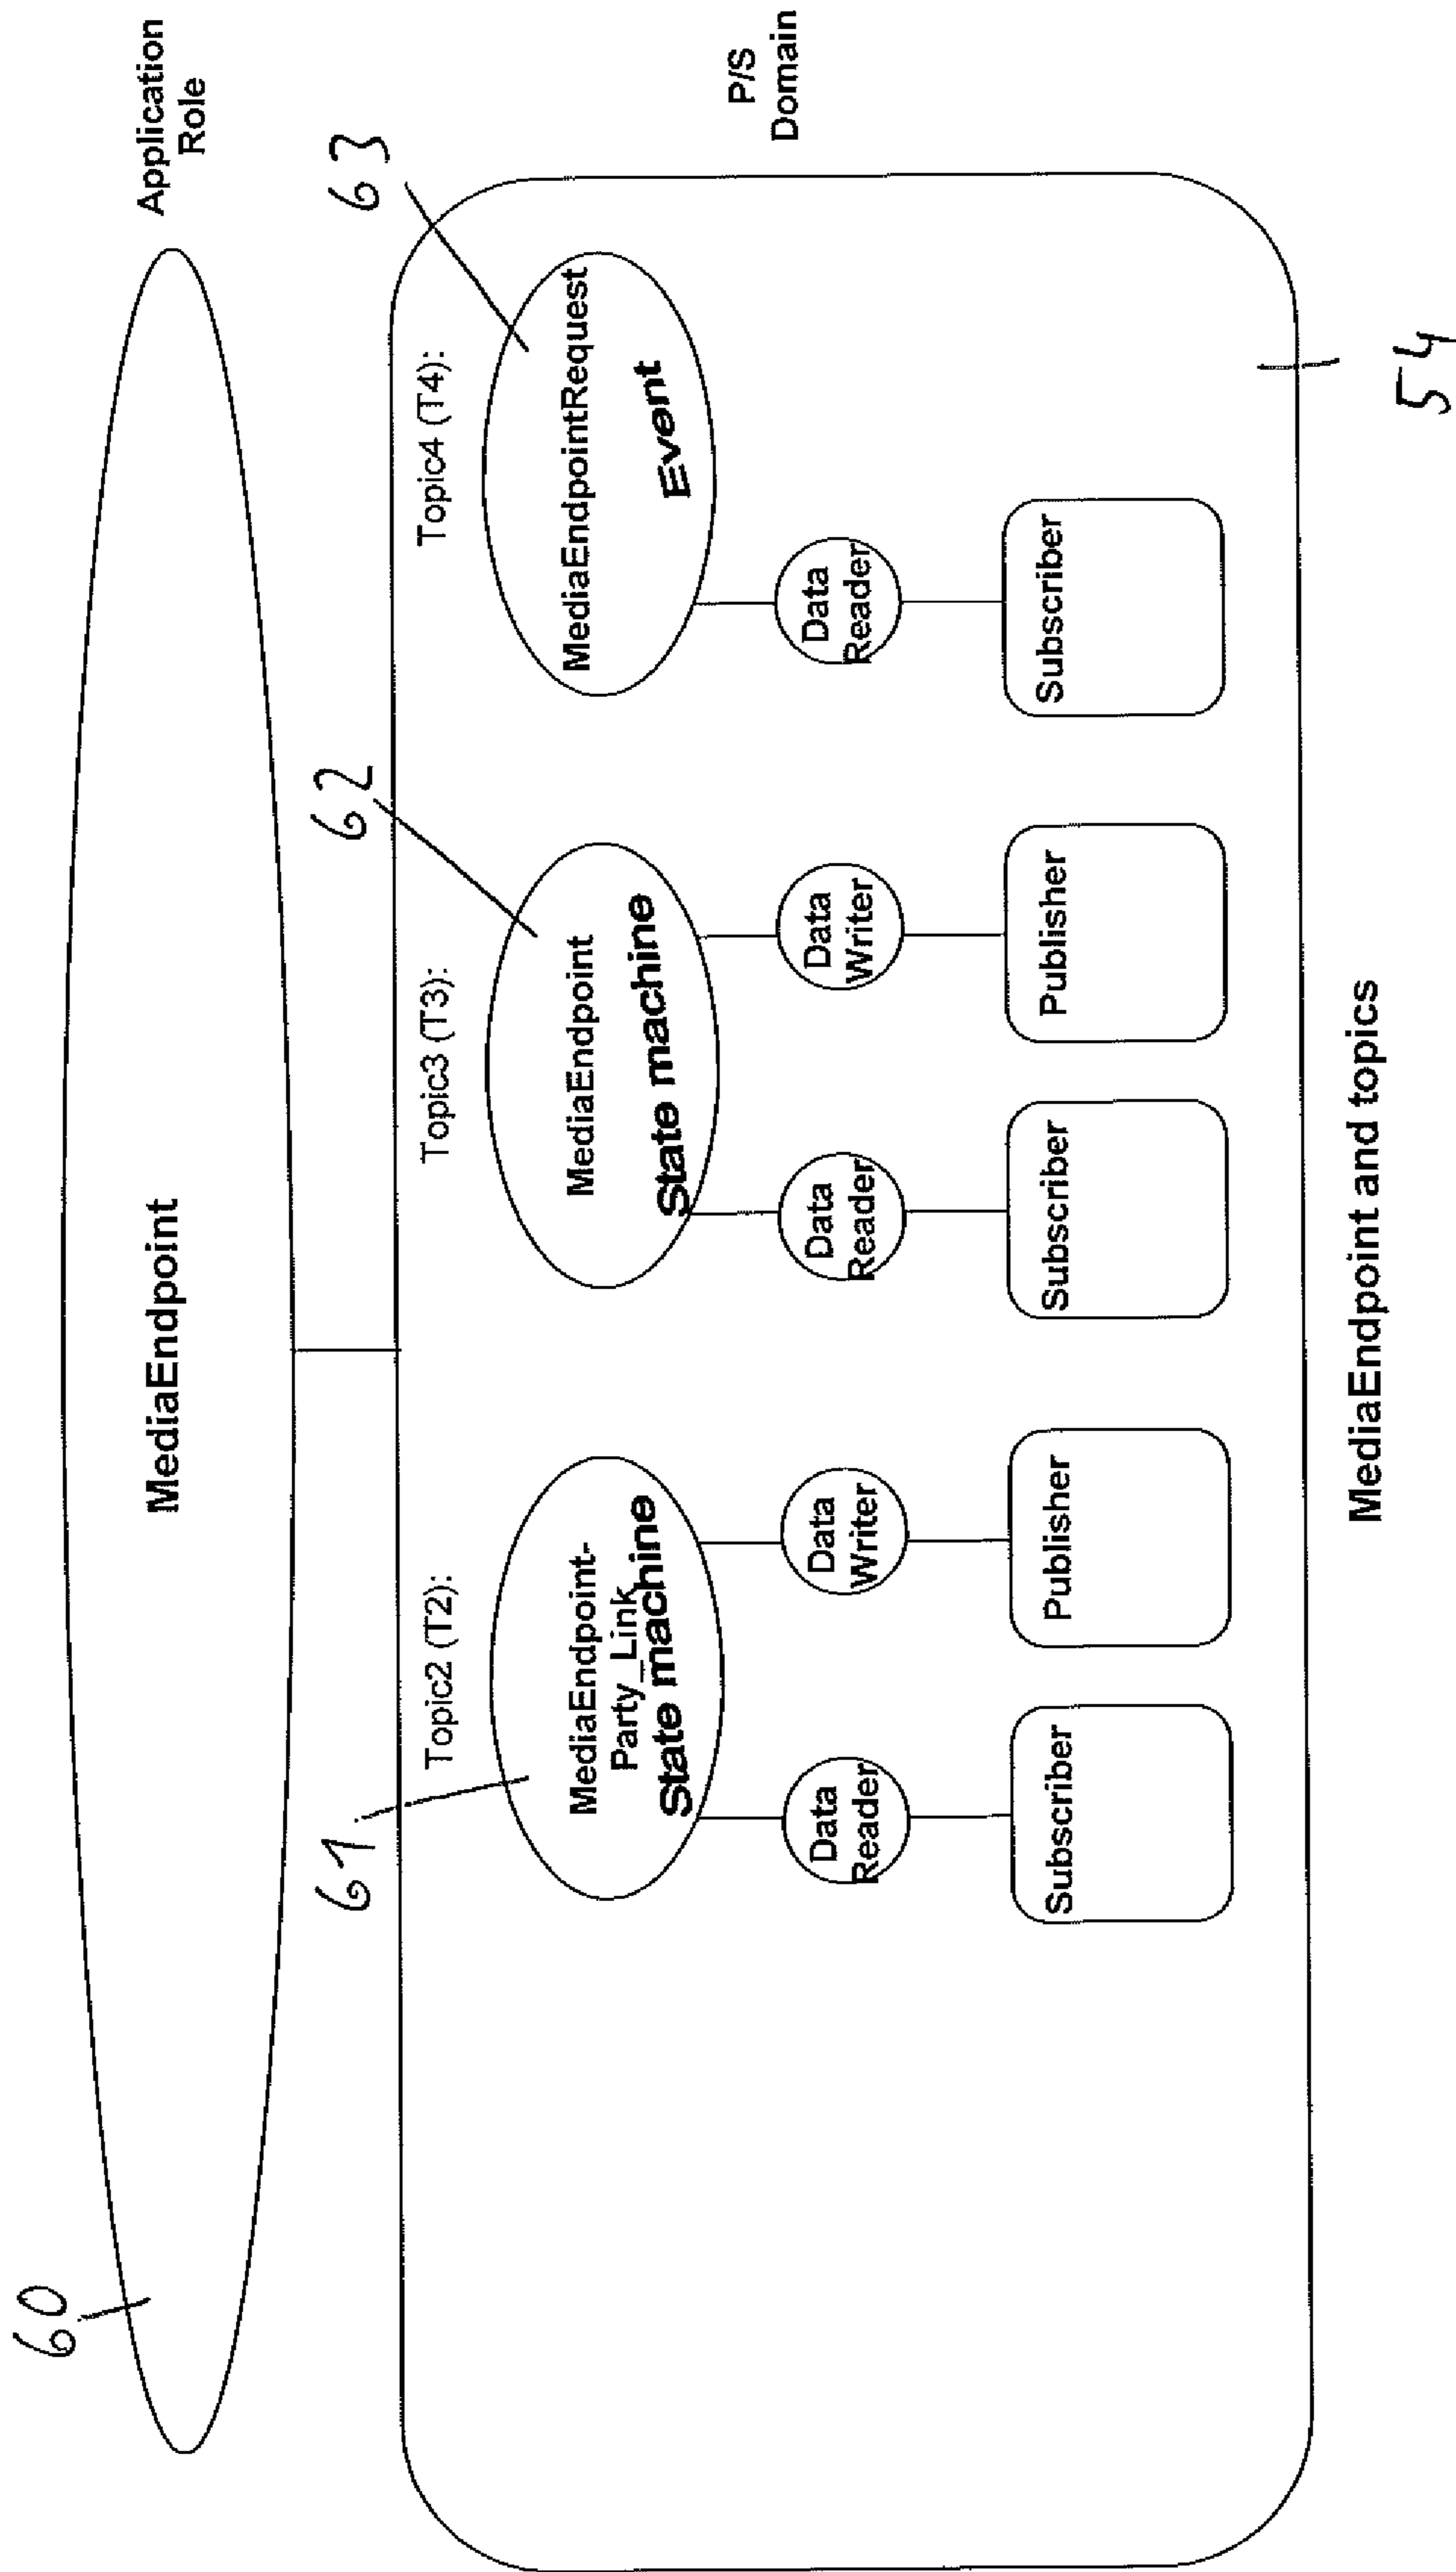 60
MediaEndpoint
Application
Role
61
62
63
Topic2 (T2):
Topic3 (T3):
Topic4 (T4):
MediaEndpoint-
Party_Link
State machine
MediaEndpoint
State machine
MediaEndpointRequest
Event
P/S
Domain
Data
Reader
Data
Writer
Data
Reader
Data
Writer
Data
Reader
Subscriber
Publisher
Subscriber
Publisher
Subscriber
54
MediaEndpoint and topics